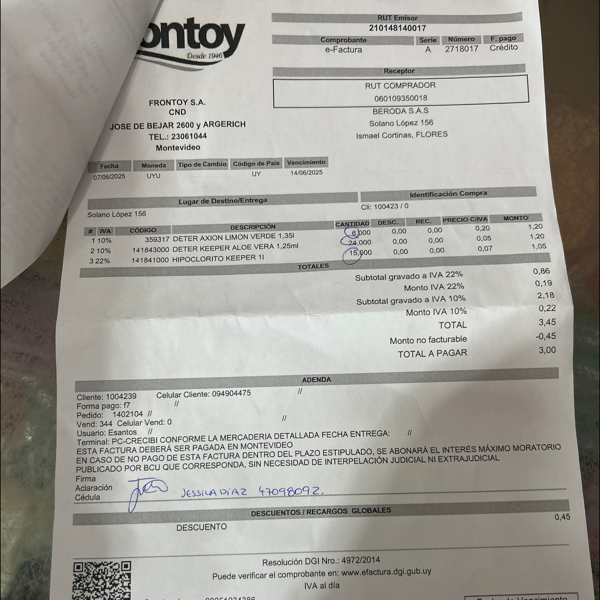 ontoy
Desde 1946
RUT Emisor
210148140017
Comprobante Serie Número F. pago
e-Factura A 2718017 Crédito
Receptor
RUT COMPRADOR
060109350018
BERODA S.A.S
Solano López 156
Ismael Cortinas, FLORES
FRONTOY S.A.
CND
JOSE DE BEJAR 2600 y ARGERICH
TEL.: 23061044
Montevideo
Fecha Moneda Tipo de Cambio Código de País Vencimiento
07/06/2025 UYU UY 14/06/2025
Lugar de Destino/Entrega Identificación Compra
Solano López 156 Cli: 100423 / 0
# IVA CÓDIGO DESCRIPCIÓN CANTIDAD DESC. REC. PRECIO C/IVA MONTO
1 10% 359317 DETER AXION LIMON VERDE 1,35l 6,000 0,00 0,00 0,20 1,20
2 10% 141843000 DETER KEEPER ALOE VERA 1,25ml 24,000 0,00 0,00 0,05 1,20
3 22% 141841000 HIPOCLORITO KEEPER 1l 15,000 0,00 0,00 0,07 1,05
TOTALES
Subtotal gravado a IVA 22% 0,86
Monto IVA 22% 0,19
Subtotal gravado a IVA 10% 2,18
Monto IVA 10% 0,22
TOTAL 3,45
Monto no facturable -0,45
TOTAL A PAGAR 3,00
ADENDA
Cliente: 1004239 Celular Cliente: 094904475 //
Forma pago: f7 //
Pedido: 1402104 //
Vend: 344 Celular Vend: 0 //
Usuario: Esantos //
Terminal: PC-CRECIBI CONFORME LA MERCADERIA DETALLADA FECHA ENTREGA: //
ESTA FACTURA DEBERÁ SER PAGADA EN MONTEVIDEO
EN CASO DE NO PAGO DE ESTA FACTURA DENTRO DEL PLAZO ESTIPULADO, SE ABONARÁ EL INTERÉS MÁXIMO MORATORIO
PUBLICADO POR BCU QUE CORRESPONDA, SIN NECESIDAD DE INTERPELACIÓN JUDICIAL NI EXTRAJUDICIAL
Firma
Aclaración JESSICA DÍAZ 47098092.
Cédula
DESCUENTOS / RECARGOS GLOBALES
DESCUENTO 0,45
Resolución DGI Nro.: 4972/2014
Puede verificar el comprobante en: www.efactura.dgi.gub.uy
IVA al día